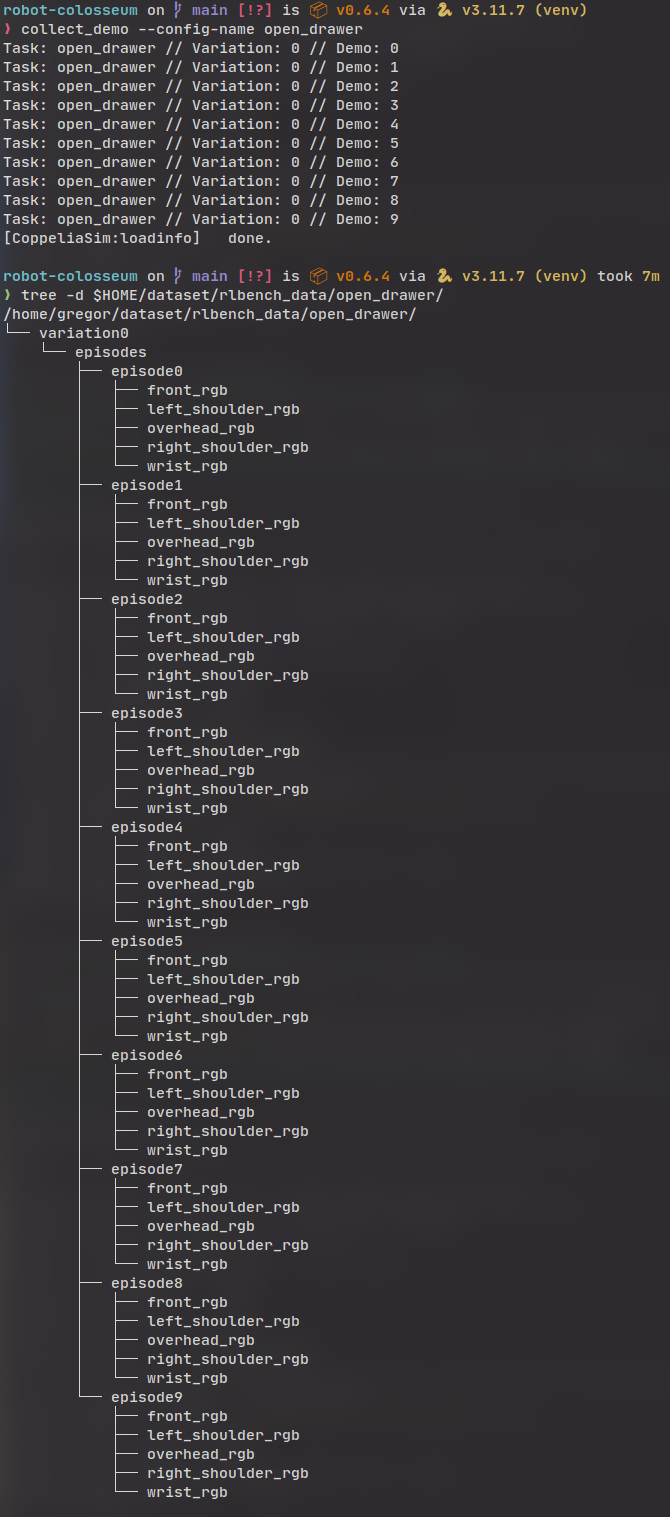 robot-colosseum on ᚶ main [!?] is 📦 v0.6.4 via 🐍 v3.11.7 (venv)
❯ collect_demo --config-name open_drawer
Task: open_drawer // Variation: 0 // Demo: 0
Task: open_drawer // Variation: 0 // Demo: 1
Task: open_drawer // Variation: 0 // Demo: 2
Task: open_drawer // Variation: 0 // Demo: 3
Task: open_drawer // Variation: 0 // Demo: 4
Task: open_drawer // Variation: 0 // Demo: 5
Task: open_drawer // Variation: 0 // Demo: 6
Task: open_drawer // Variation: 0 // Demo: 7
Task: open_drawer // Variation: 0 // Demo: 8
Task: open_drawer // Variation: 0 // Demo: 9
[CoppeliaSim:loadinfo]   done.
robot-colosseum on ᚶ main [!?] is 📦 v0.6.4 via 🐍 v3.11.7 (venv) took 7m
❯ tree -d $HOME/dataset/rlbench_data/open_drawer/
/home/gregor/dataset/rlbench_data/open_drawer/
└── variation0
    └── episodes
        ├── episode0
        │   ├── front_rgb
        │   ├── left_shoulder_rgb
        │   ├── overhead_rgb
        │   ├── right_shoulder_rgb
        │   └── wrist_rgb
        ├── episode1
        │   ├── front_rgb
        │   ├── left_shoulder_rgb
        │   ├── overhead_rgb
        │   ├── right_shoulder_rgb
        │   └── wrist_rgb
        ├── episode2
        │   ├── front_rgb
        │   ├── left_shoulder_rgb
        │   ├── overhead_rgb
        │   ├── right_shoulder_rgb
        │   └── wrist_rgb
        ├── episode3
        │   ├── front_rgb
        │   ├── left_shoulder_rgb
        │   ├── overhead_rgb
        │   ├── right_shoulder_rgb
        │   └── wrist_rgb
        ├── episode4
        │   ├── front_rgb
        │   ├── left_shoulder_rgb
        │   ├── overhead_rgb
        │   ├── right_shoulder_rgb
        │   └── wrist_rgb
        ├── episode5
        │   ├── front_rgb
        │   ├── left_shoulder_rgb
        │   ├── overhead_rgb
        │   ├── right_shoulder_rgb
        │   └── wrist_rgb
        ├── episode6
        │   ├── front_rgb
        │   ├── left_shoulder_rgb
        │   ├── overhead_rgb
        │   ├── right_shoulder_rgb
        │   └── wrist_rgb
        ├── episode7
        │   ├── front_rgb
        │   ├── left_shoulder_rgb
        │   ├── overhead_rgb
        │   ├── right_shoulder_rgb
        │   └── wrist_rgb
        ├── episode8
        │   ├── front_rgb
        │   ├── left_shoulder_rgb
        │   ├── overhead_rgb
        │   ├── right_shoulder_rgb
        │   └── wrist_rgb
        └── episode9
            ├── front_rgb
            ├── left_shoulder_rgb
            ├── overhead_rgb
            ├── right_shoulder_rgb
            └── wrist_rgb